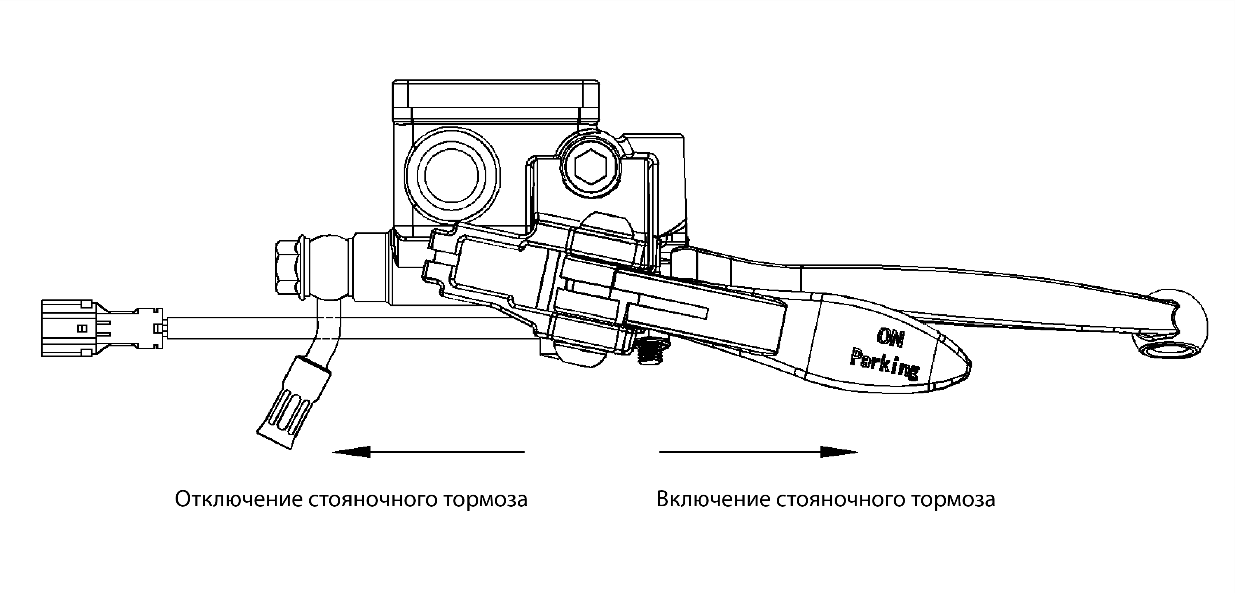 ON
Parking
Отключение стояночного тормоза
Включение стояночного тормоза